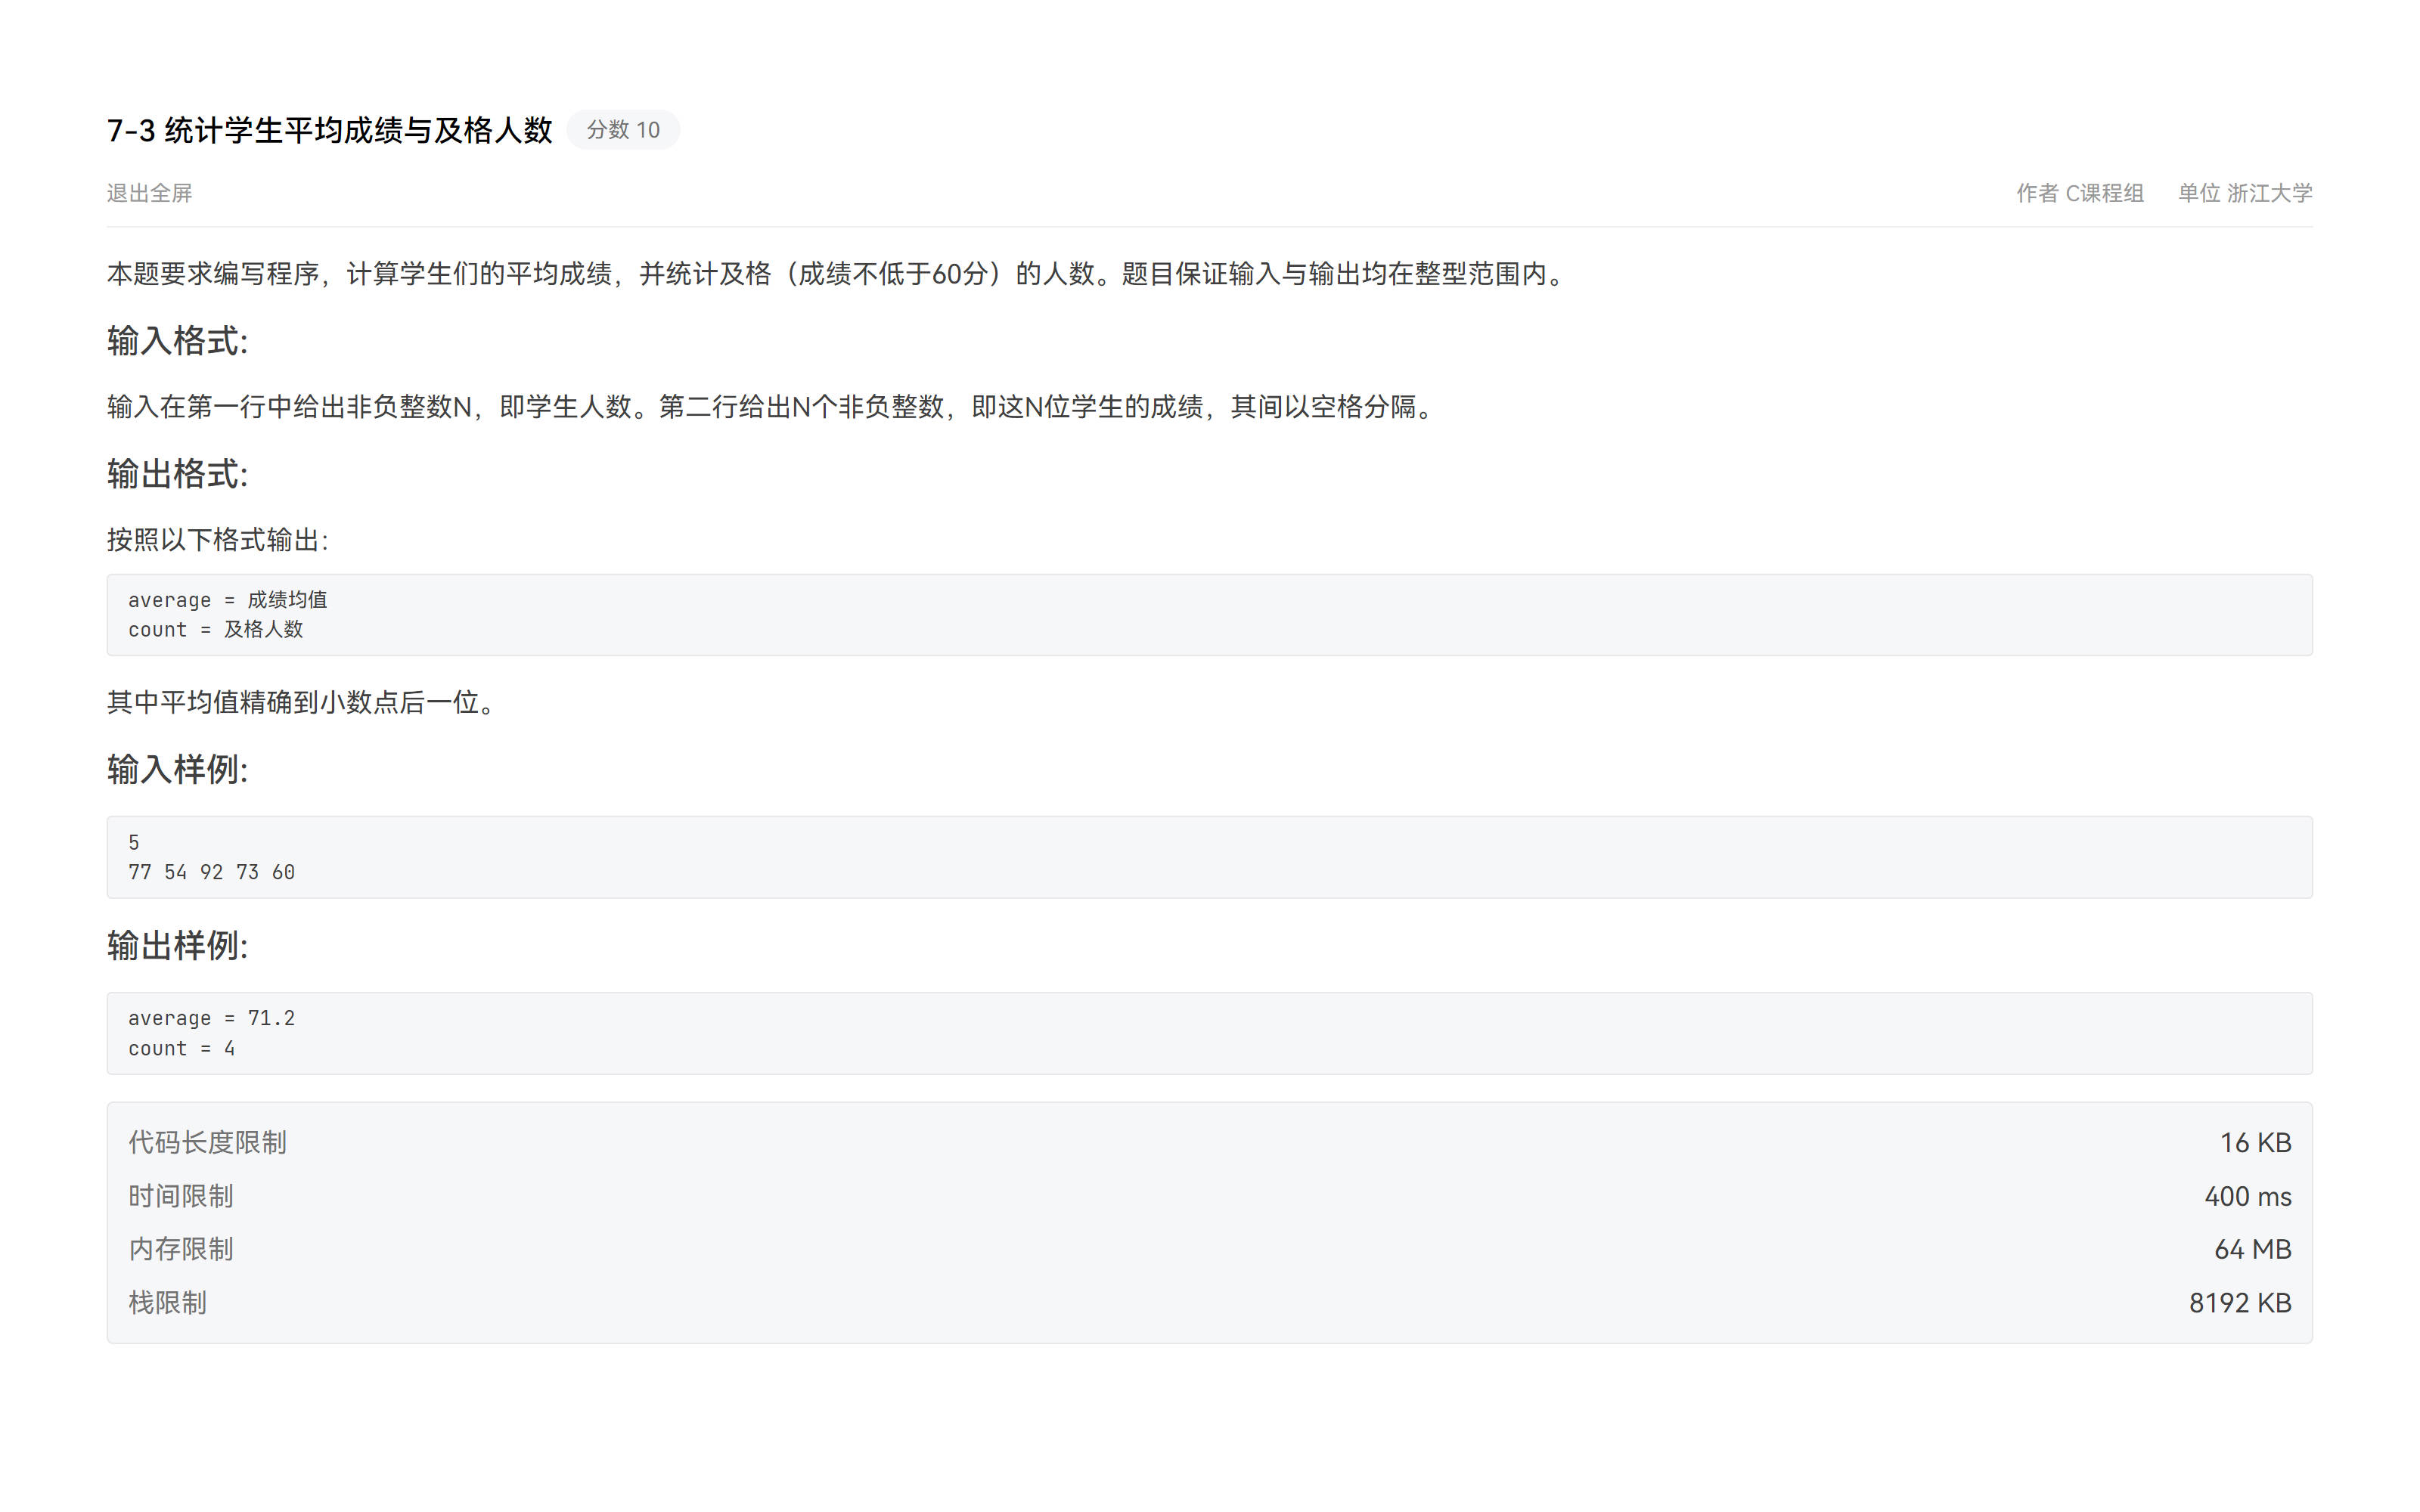 7-3 统计学生平均成绩与及格人数 分数 10
退出全屏 作者 C课程组 单位 浙江大学
本题要求编写程序，计算学生们的平均成绩，并统计及格（成绩不低于60分）的人数。题目保证输入与输出均在整型范围内。
输入格式:
输入在第一行中给出非负整数N，即学生人数。第二行给出N个非负整数，即这N位学生的成绩，其间以空格分隔。
输出格式:
按照以下格式输出：
average = 成绩均值
count = 及格人数
其中平均值精确到小数点后一位。
输入样例:
5
77 54 92 73 60
输出样例:
average = 71.2
count = 4
代码长度限制 16 KB
时间限制 400 ms
内存限制 64 MB
栈限制 8192 KB